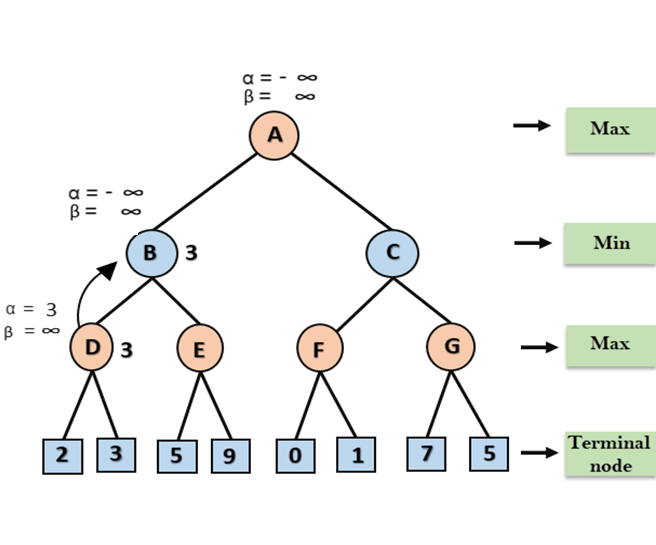 α = - ∞
β = ∞
A
Max
α = - ∞
β = ∞
B 3
C
Min
α = 3
β = ∞
D 3
E
F
G
Max
2 3 5 9 0 1 7 5
Terminal
node